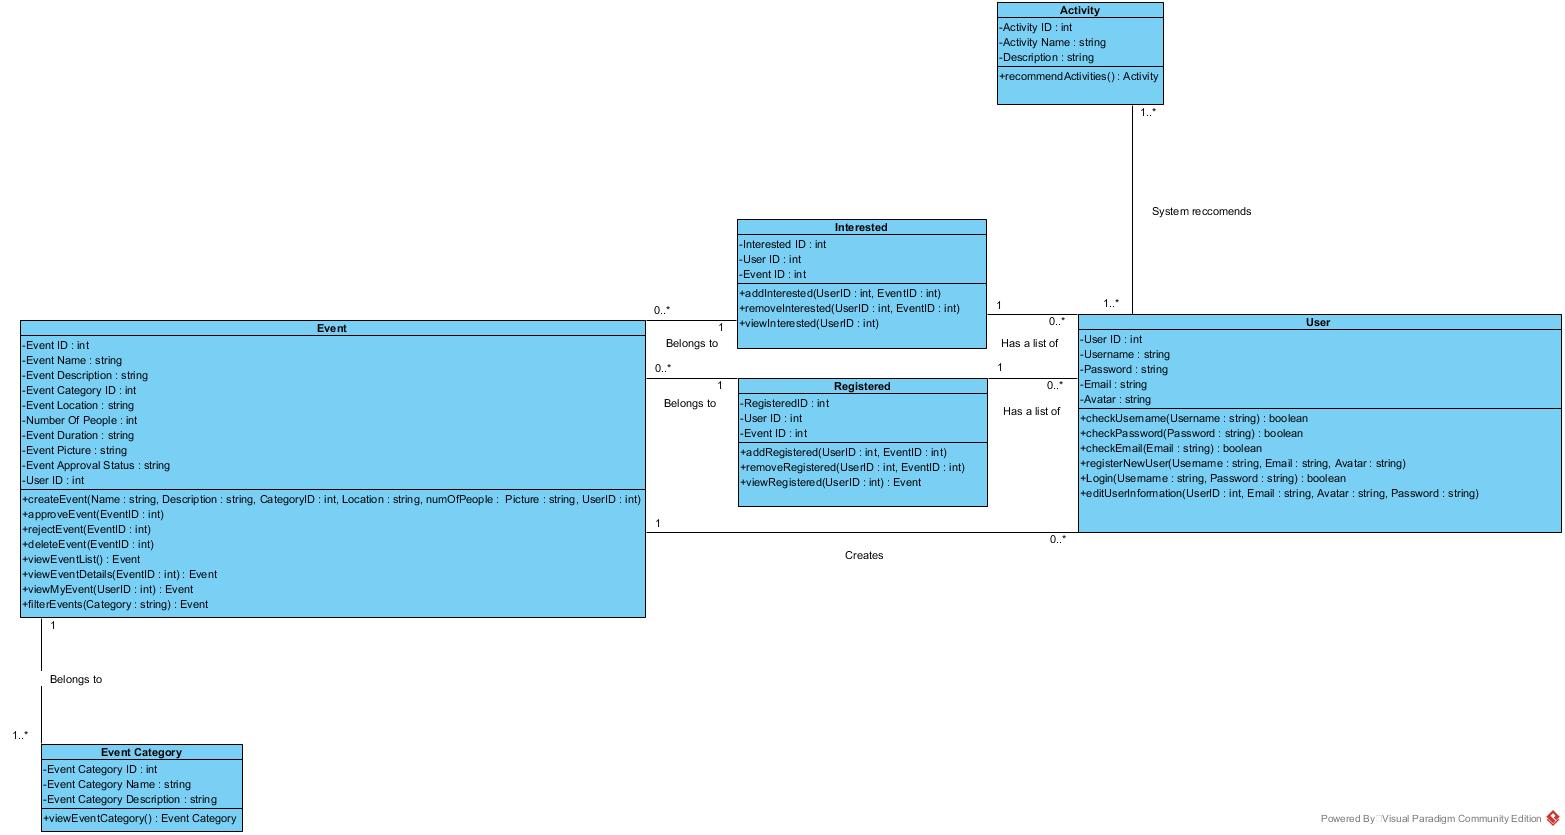 Activity
-Activity ID : int
-Activity Name : string
-Description : string
+recommendActivities() : Activity
1..*
System reccomends
1..*
Interested
-Interested ID : int
-User ID : int
-Event ID : int
+addInterested(UserID : int, EventID : int)
+removeInterested(UserID : int, EventID : int)
+viewInterested(UserID : int)
0..*
1
Belongs to
1
0..*
Has a list of
Event
-Event ID : int
-Event Name : string
-Event Description : string
-Event Category ID : int
-Event Location : string
-Number Of People : int
-Event Duration : string
-Event Picture : string
-Event Approval Status : string
-User ID : int
+createEvent(Name : string, Description : string, CategoryID : int, Location : string, numOfPeople : Picture : string, UserID : int)
+approveEvent(EventID : int)
+rejectEvent(EventID : int)
+deleteEvent(EventID : int)
+viewEventList() : Event
+viewEventDetails(EventID : int) : Event
+viewMyEvent(UserID : int) : Event
+filterEvents(Category : string) : Event
0..*
1
Belongs to
Registered
-RegisteredID : int
-User ID : int
-Event ID : int
+addRegistered(UserID : int, EventID : int)
+removeRegistered(UserID : int, EventID : int)
+viewRegistered(UserID : int) : Event
1
0..*
Has a list of
User
-User ID : int
-Username : string
-Password : string
-Email : string
-Avatar : string
+checkUsername(Username : string) : boolean
+checkPassword(Password : string) : boolean
+checkEmail(Email : string) : boolean
+registerNewUser(Username : string, Email : string, Avatar : string)
+Login(Username : string, Password : string) : boolean
+editUserInformation(UserID : int, Email : string, Avatar : string, Password : string)
1
0..*
Creates
1
Belongs to
1..*
Event Category
-Event Category ID : int
-Event Category Name : string
-Event Category Description : string
+viewEventCategory() : Event Category
Powered By Visual Paradigm Community Edition